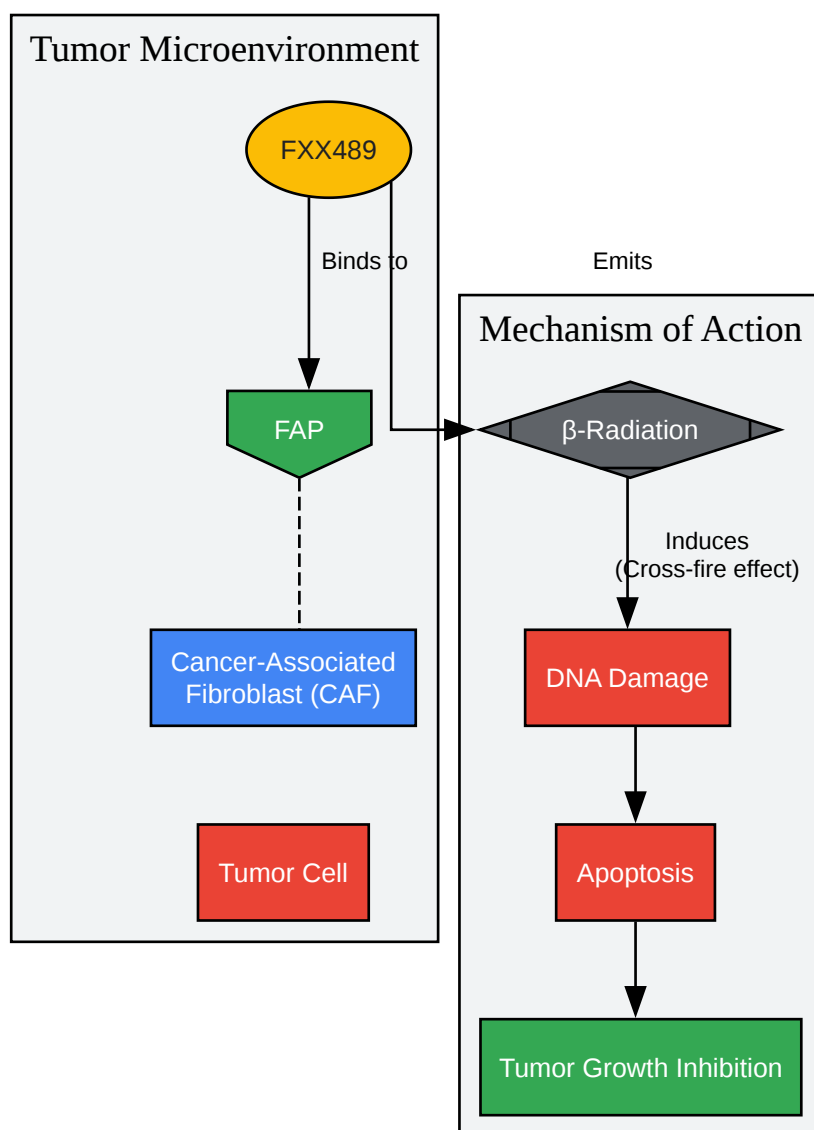 Tumor Microenvironment
FXX489
Binds to
Emits
Mechanism of Action
FAP
β-Radiation
Induces
(Cross-fire effect)
Cancer-Associated
Fibroblast (CAF)
DNA Damage
Tumor Cell
Apoptosis
Tumor Growth Inhibition